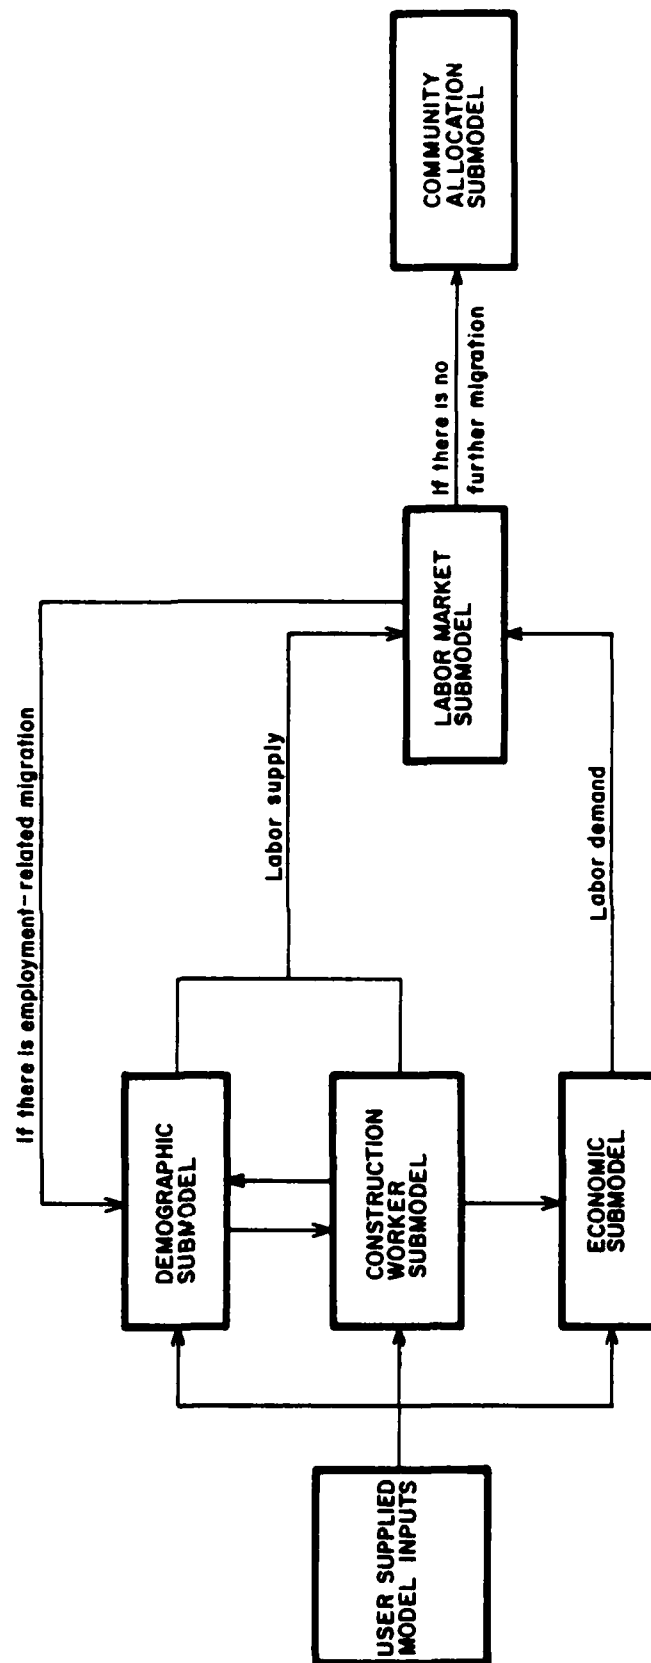 USER SUPPLIED
MODEL INPUTS
DEMOGRAPHIC
SUBMODEL
CONSTRUCTION
WORKER
SUBMODEL
ECONOMIC
SUBMODEL
If there is employment-related migration
Labor supply
Labor demand
LABOR MARKET
SUBMODEL
If there is no
further migration
COMMUNITY
ALLOCATION
SUBMODEL